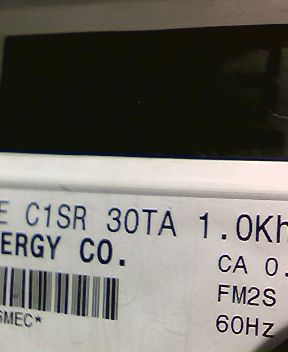 E C1SR 30TA 1.0Kh
ERGY CO.
CA 0.
FM2S
60Hz
SMEC*